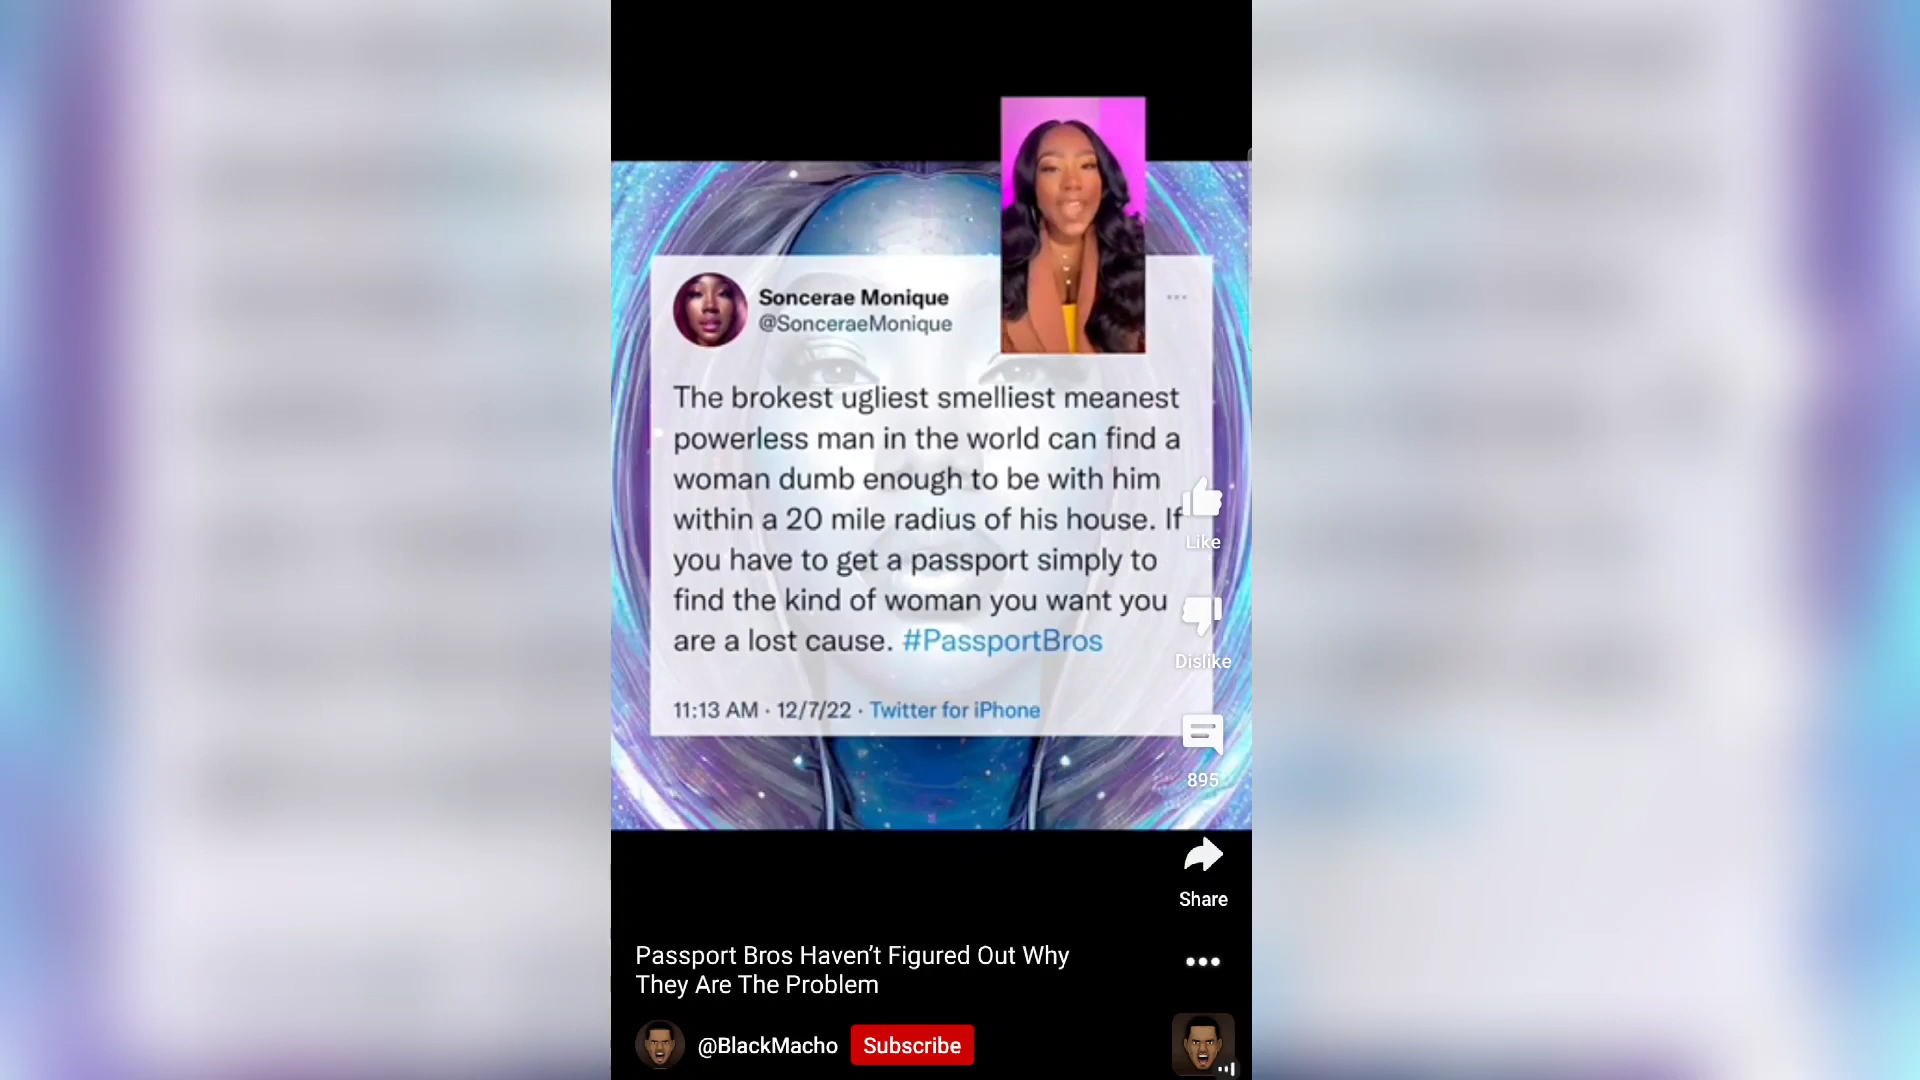 Soncerae Monique
@SonceraeMonique
The brokest ugliest smelliest meanest
powerless man in the world can find a
woman dumb enough to be with him
within a 20 mile radius of his house. If
you have to get a passport simply to
find the kind of woman you want you
are a lost cause. #PassportBros
11:13 AM · 12/7/22 · Twitter for iPhone
Like
Dislike
895
Share
Passport Bros Haven’t Figured Out Why
They Are The Problem
@BlackMacho
Subscribe